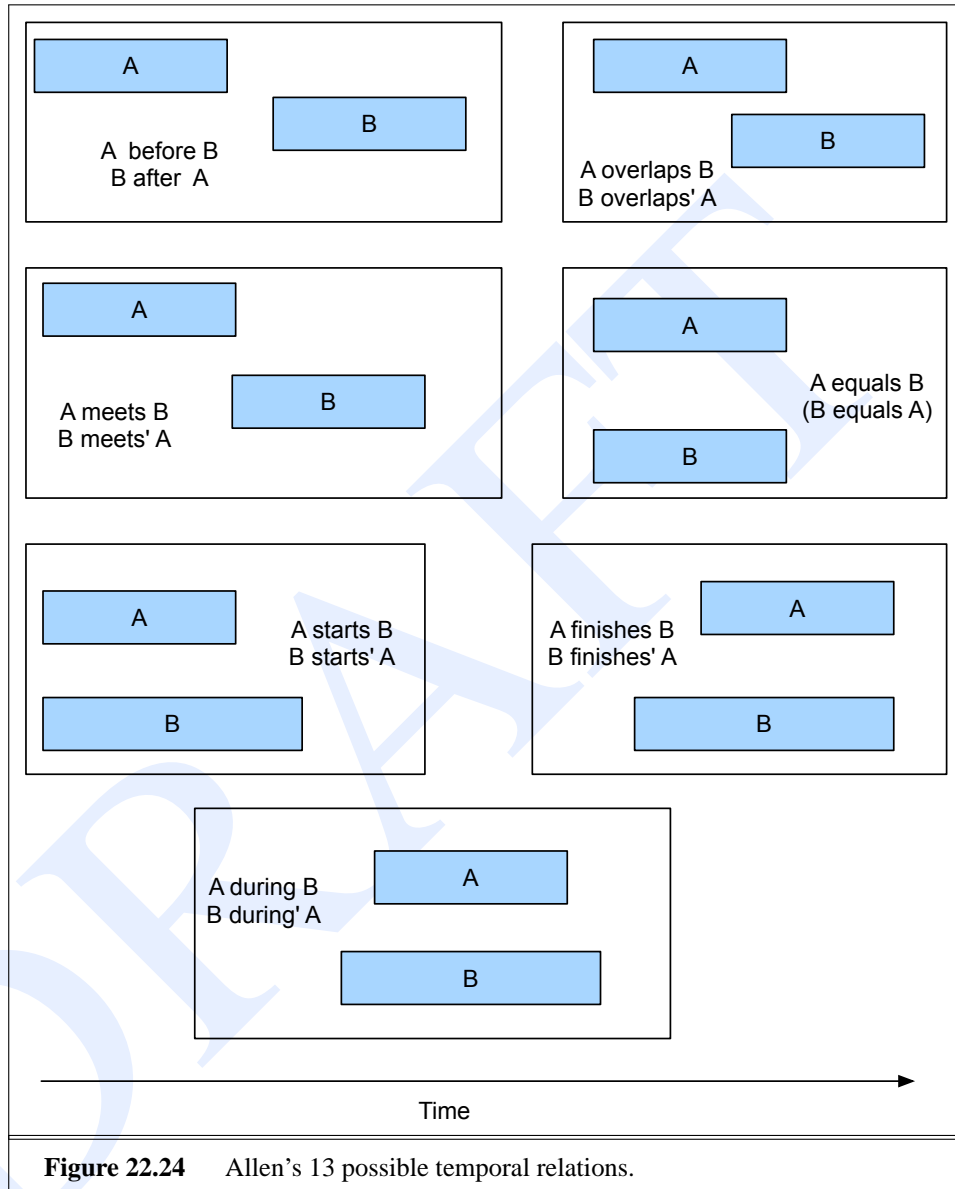 A
B
A before B
B after A
A
B
A overlaps B
B overlaps' A
A
B
A meets B
B meets' A
A
B
A equals B
(B equals A)
A
B
A starts B
B starts' A
A
B
A finishes B
B finishes' A
A
B
A during B
B during' A
Time
Figure 22.24 Allen's 13 possible temporal relations.
DRAFT